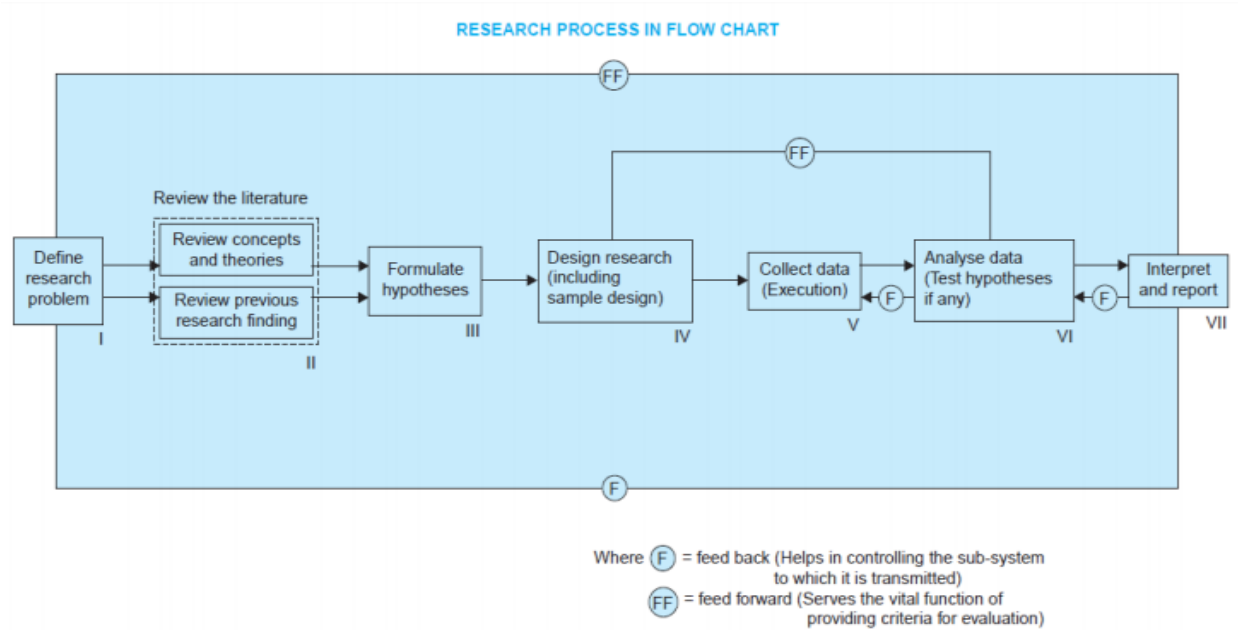 RESEARCH PROCESS IN FLOW CHART
FF
FF
Review the literature
Define
research
problem
I
Review concepts
and theories
Review previous
research finding
II
Formulate
hypotheses
III
Design research
(including
sample design)
IV
Collect data
(Execution)
V
F
Analyse data
(Test hypotheses
if any)
VI
F
Interpret
and report
VII
F
Where F = feed back (Helps in controlling the sub-system
to which it is transmitted)
FF = feed forward (Serves the vital function of
providing criteria for evaluation)